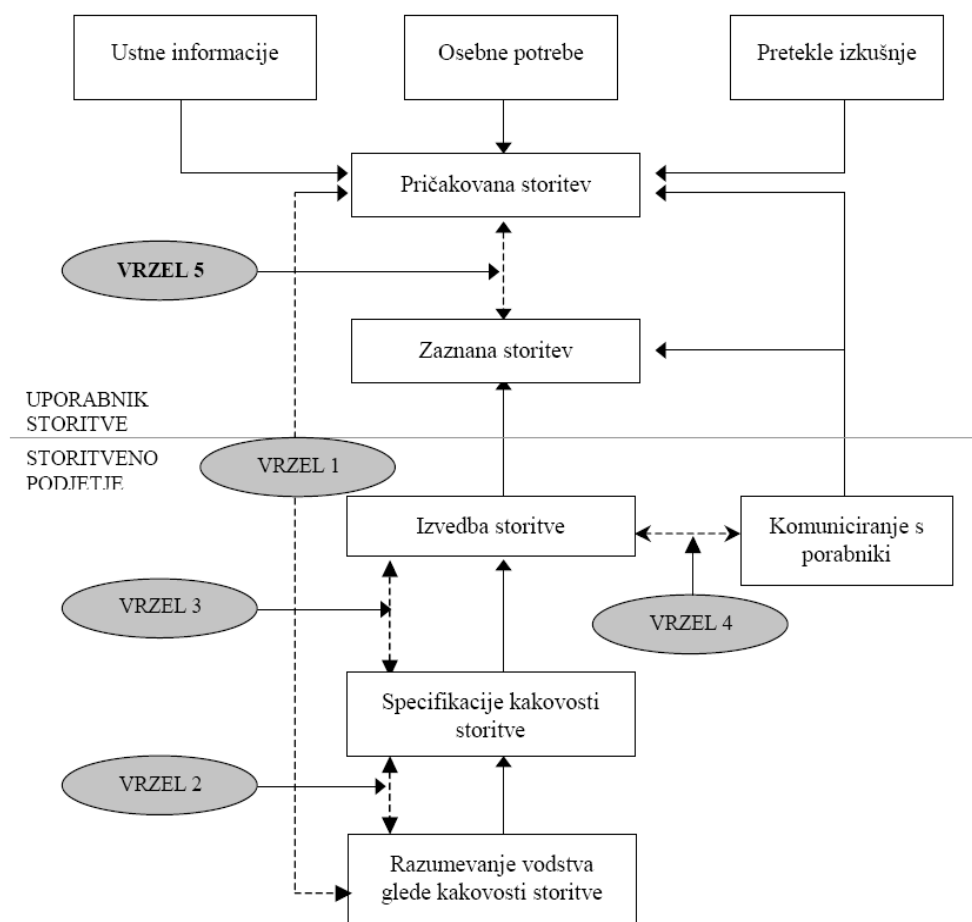 Ustne informacije
Osebne potrebe
Pretekle izkušnje
Pričakovana storitev
VRZEL 5
Zaznana storitev
UPORABNIK
STORITVE
STORITVENO
PODJETJE
VRZEL 1
Izvedba storitve
Komuniciranje s
porabniki
VRZEL 3
VRZEL 4
Specifikacije kakovosti
storitve
VRZEL 2
Razumevanje vodstva
glede kakovosti storitve